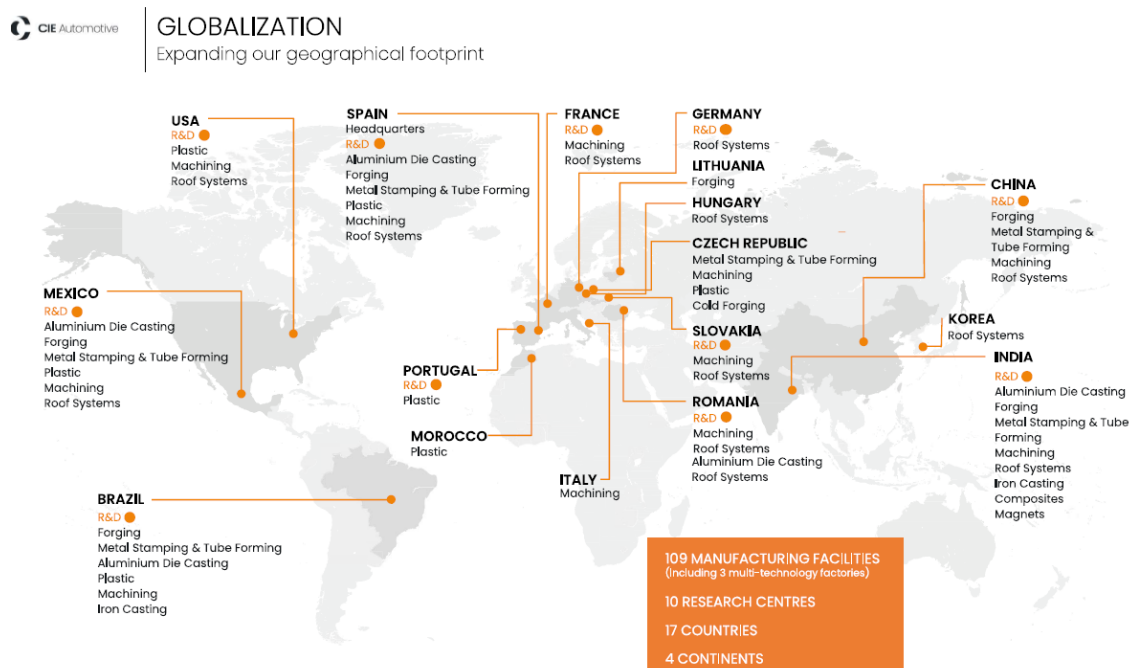 CIE Automotive
GLOBALIZATION
Expanding our geographical footprint
USA
R&D
Plastic
Machining
Roof Systems
SPAIN
Headquarters
R&D
Aluminium Die Casting
Forging
Metal Stamping & Tube Forming
Plastic
Machining
Roof Systems
FRANCE
R&D
Machining
Roof Systems
GERMANY
R&D
Roof Systems
LITHUANIA
Forging
HUNGARY
Roof Systems
CZECH REPUBLIC
Metal Stamping & Tube Forming
Machining
Plastic
Cold Forging
SLOVAKIA
R&D
Machining
Roof Systems
ROMANIA
R&D
Machining
Roof Systems
Aluminium Die Casting
Roof Systems
CHINA
R&D
Forging
Metal Stamping &
Tube Forming
Machining
Roof Systems
KOREA
Roof Systems
INDIA
R&D
Aluminium Die Casting
Forging
Metal Stamping & Tube
Forming
Machining
Roof Systems
Iron Casting
Composites
Magnets
MEXICO
R&D
Aluminium Die Casting
Forging
Metal Stamping & Tube Forming
Plastic
Machining
Roof Systems
PORTUGAL
R&D
Plastic
MOROCCO
Plastic
ITALY
Machining
BRAZIL
R&D
Forging
Metal Stamping & Tube Forming
Aluminium Die Casting
Plastic
Machining
Iron Casting
109 MANUFACTURING FACILITIES
(Including 3 multi-technology factories)
10 RESEARCH CENTRES
17 COUNTRIES
4 CONTINENTS